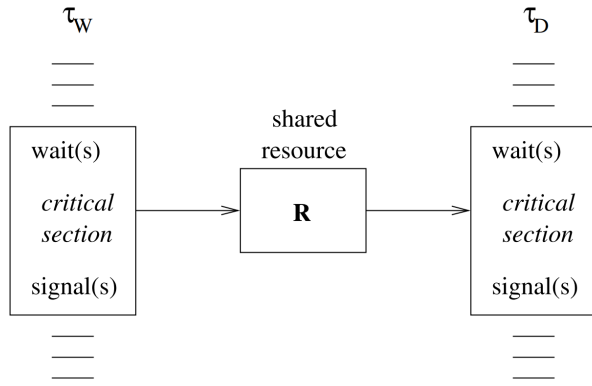 τW
τD
shared
resource
wait(s)
critical
section
signal(s)
R
wait(s)
critical
section
signal(s)